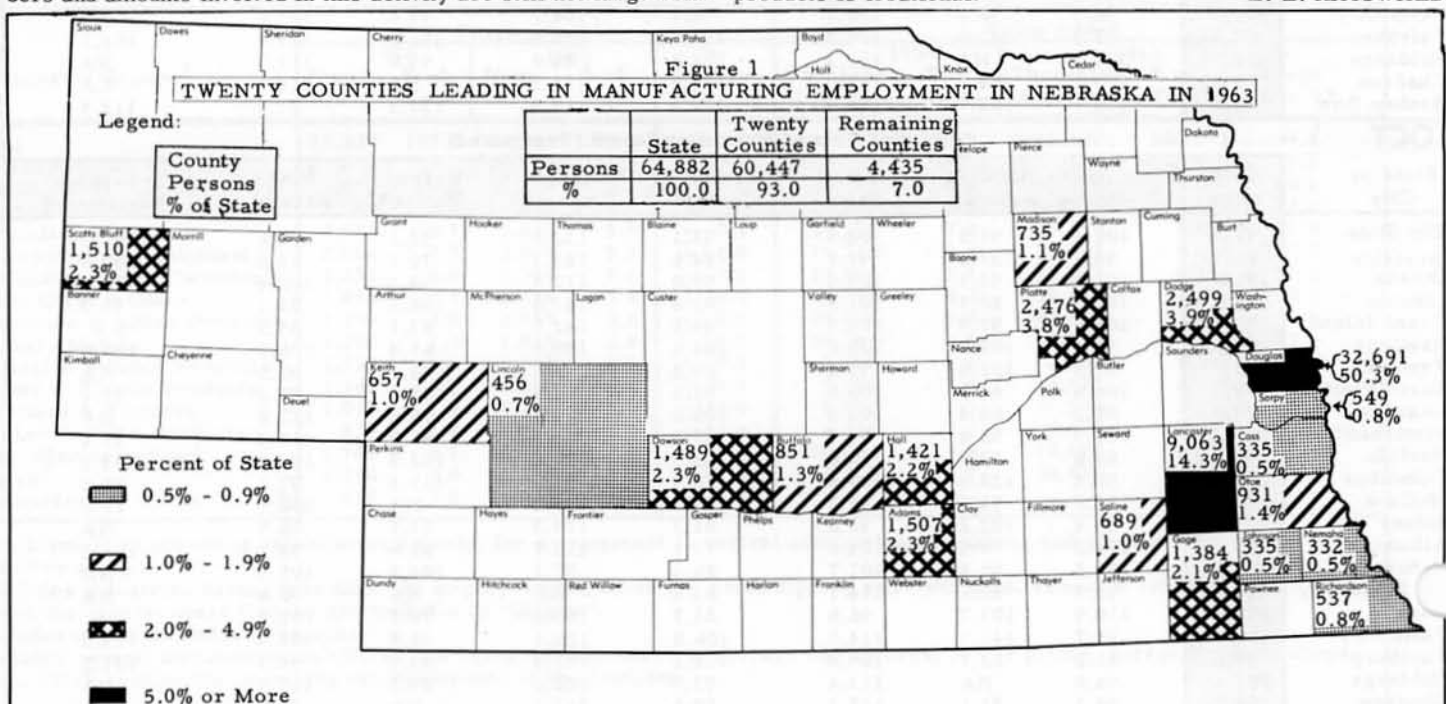 Sioux Dawes Sheridan Cherry Keya Paha Boyd
Holt Knox Cedar
Figure 1
TWENTY COUNTIES LEADING IN MANUFACTURING EMPLOYMENT IN NEBRASKA IN 1963
Legend:
County
Persons
% of State
State Twenty Counties Remaining Counties
Persons 64,882 60,447 4,435
% 100.0 93.0 7.0
Pierce
Dakota
Wayne
Thurston
Scotts Bluff
1,510
2.3%
Morrill
Garden
Grant Hooker Thomas Blaine Loup Garfield Wheeler
Madison
735
1.1%
Stanton Cuming Burt
Boone
Banner
Arthur McPherson Logan Custer Valley Greeley
Platte
2,476
3.8%
Colfax
Dodge
2,499
3.9%
Wash-
ington
Nance
Kimball Cheyenne
Deuel
Keith
657
1.0%
Lincoln
456
0.7%
Sherman Howard
Merrick
Polk
Butler
Saunders
Douglas
32,691
50.3%
Sarpy
549
0.8%
Perkins
Dawson
1,489
2.3%
Buffalo
851
1.3%
Hall
1,421
2.2%
Hamilton
York Seward
Lancaster
9,063
14.3%
Cass
335
0.5%
Otoe
931
1.4%
Percent of State
0.5% - 0.9%
1.0% - 1.9%
2.0% - 4.9%
5.0% or More
Chase Hayes Frontier Gosper Phelps Kearney
Adams
1,507
2.3%
Clay Fillmore
Saline
689
1.0%
Gage
1,384
2.1%
Johnson
335
0.5%
Nemaha
332
0.5%
Dundy Hitchcock Red Willow Furnas Harlan Franklin Webster Nuckolls Thayer Jefferson
Pawnee
Richardson
537
0.8%